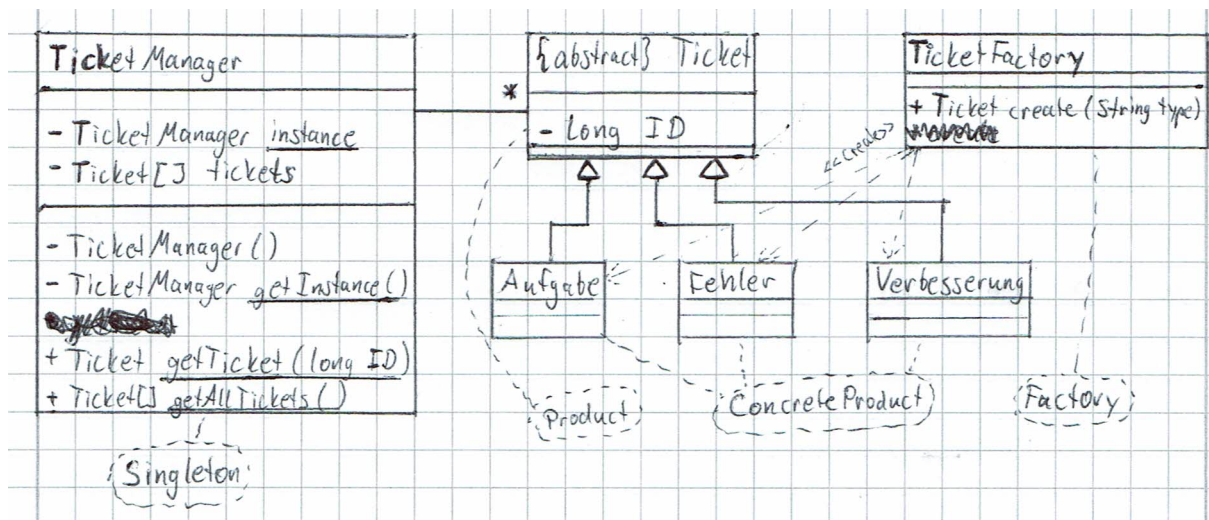 TicketManager
- TicketManager instance
- Ticket[] tickets
- TicketManager()
- TicketManager getInstance()
+ Ticket getTicket(long ID)
+ Ticket[] getAllTickets()
Singleton
*
{abstract} Ticket
- long ID
TicketFactory
+ Ticket create (String type)
<<create>>
Aufgabe
Fehler
Verbesserung
Product
ConcreteProduct
Factory